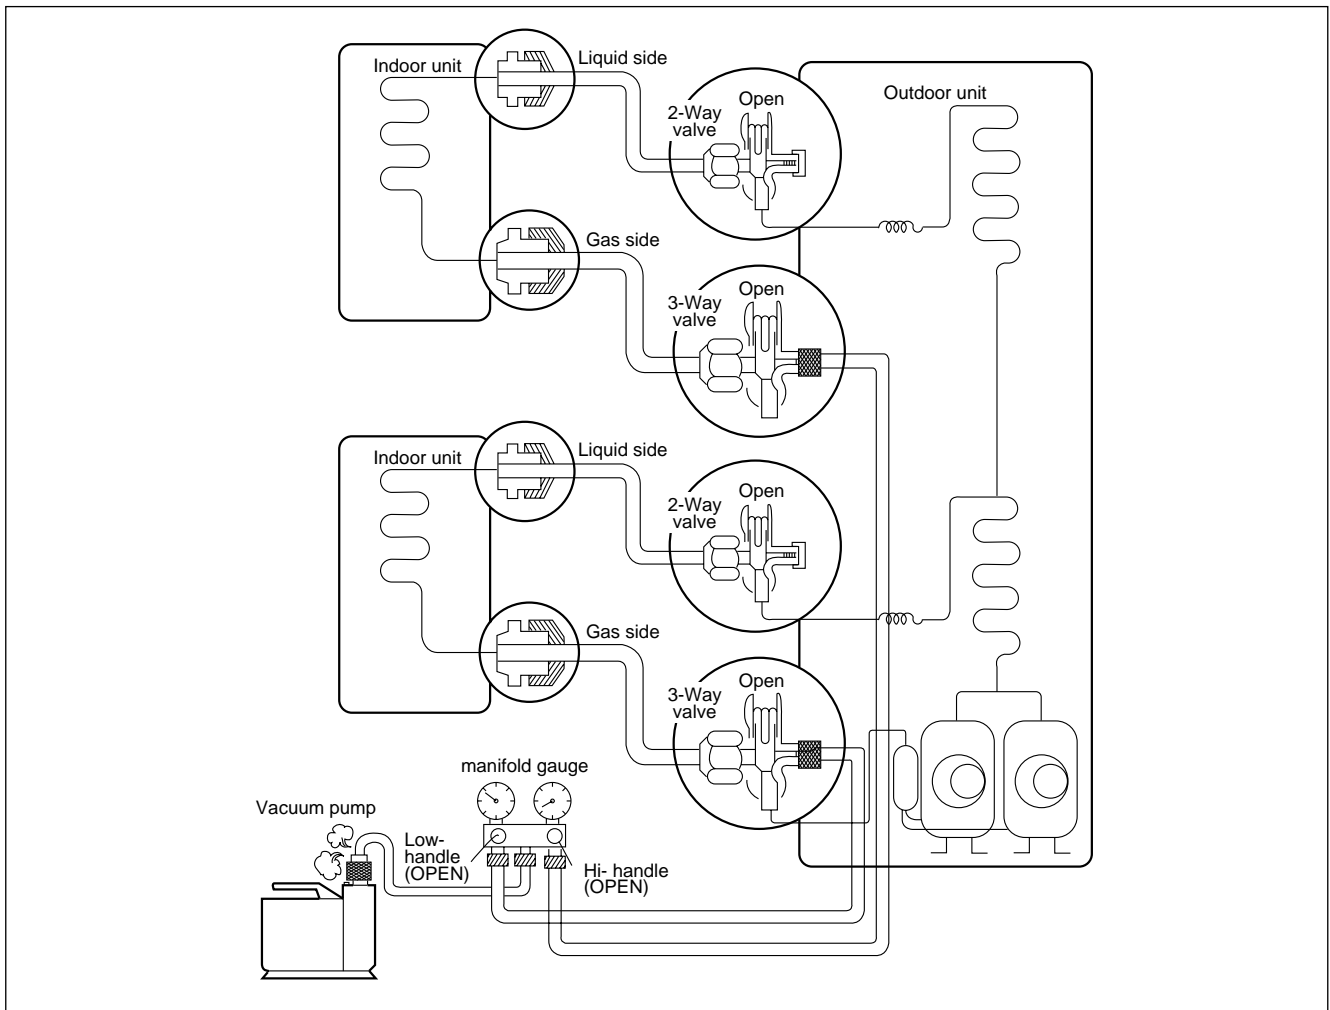 Indoor unit
Liquid side
2-Way
valve
Open
Outdoor unit
Gas side
3-Way
valve
Open
Indoor unit
Liquid side
2-Way
valve
Open
Gas side
3-Way
valve
Open
manifold gauge
Vacuum pump
Low-
handle
(OPEN)
Hi- handle
(OPEN)